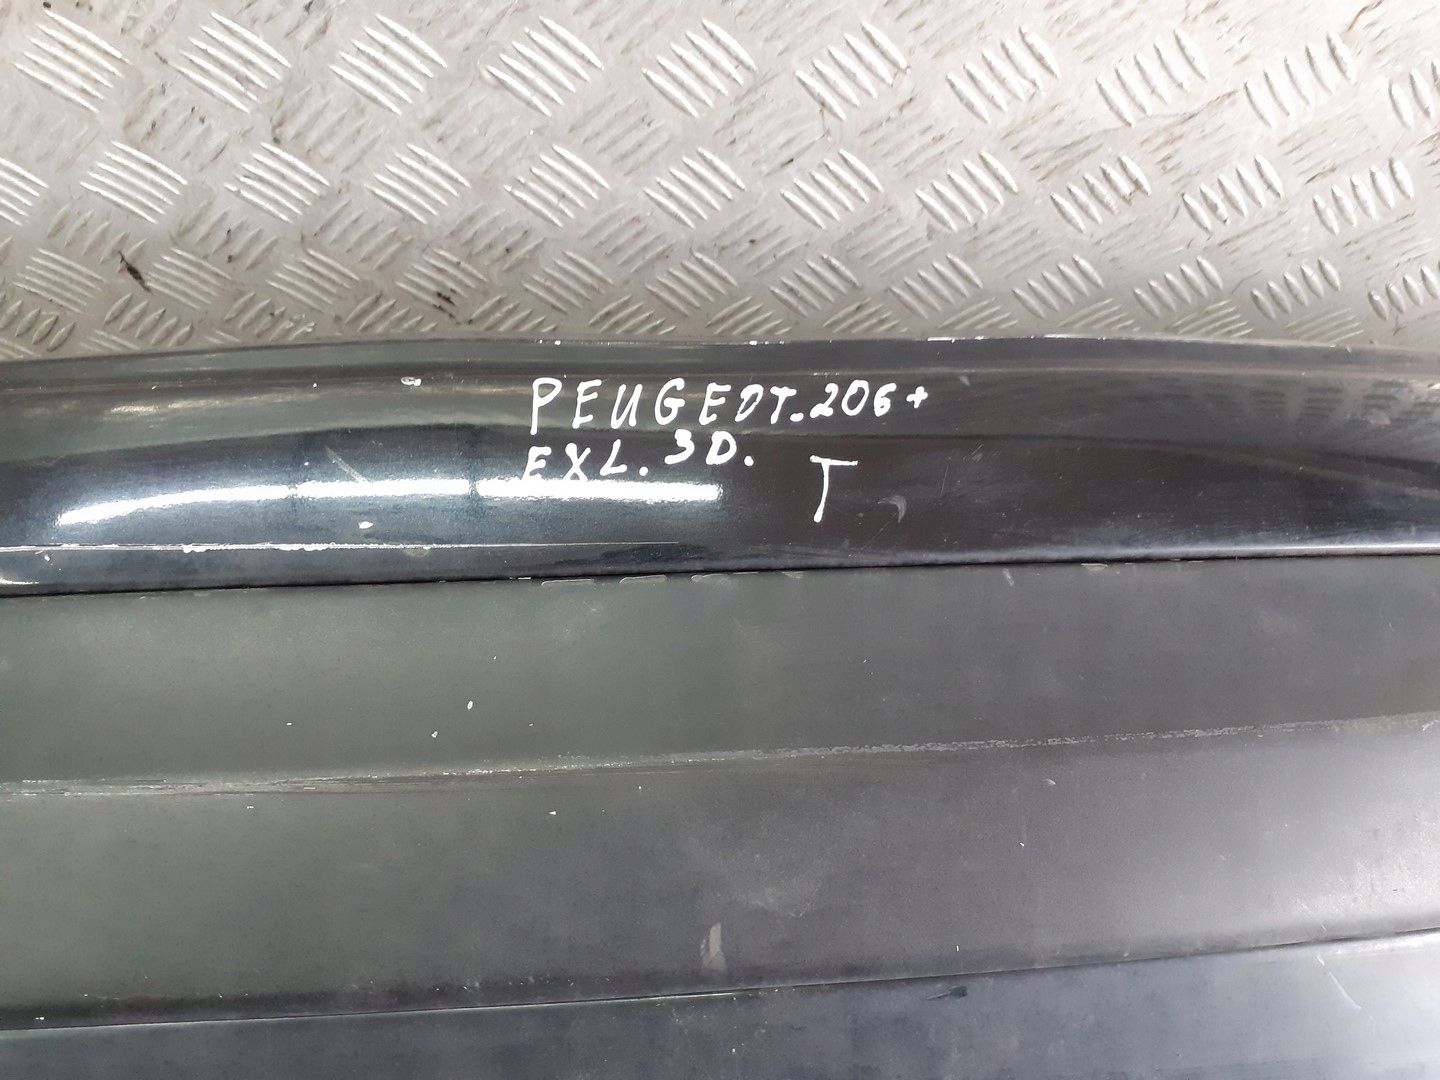 PEUGEOT-206+
EXL. 3D. T